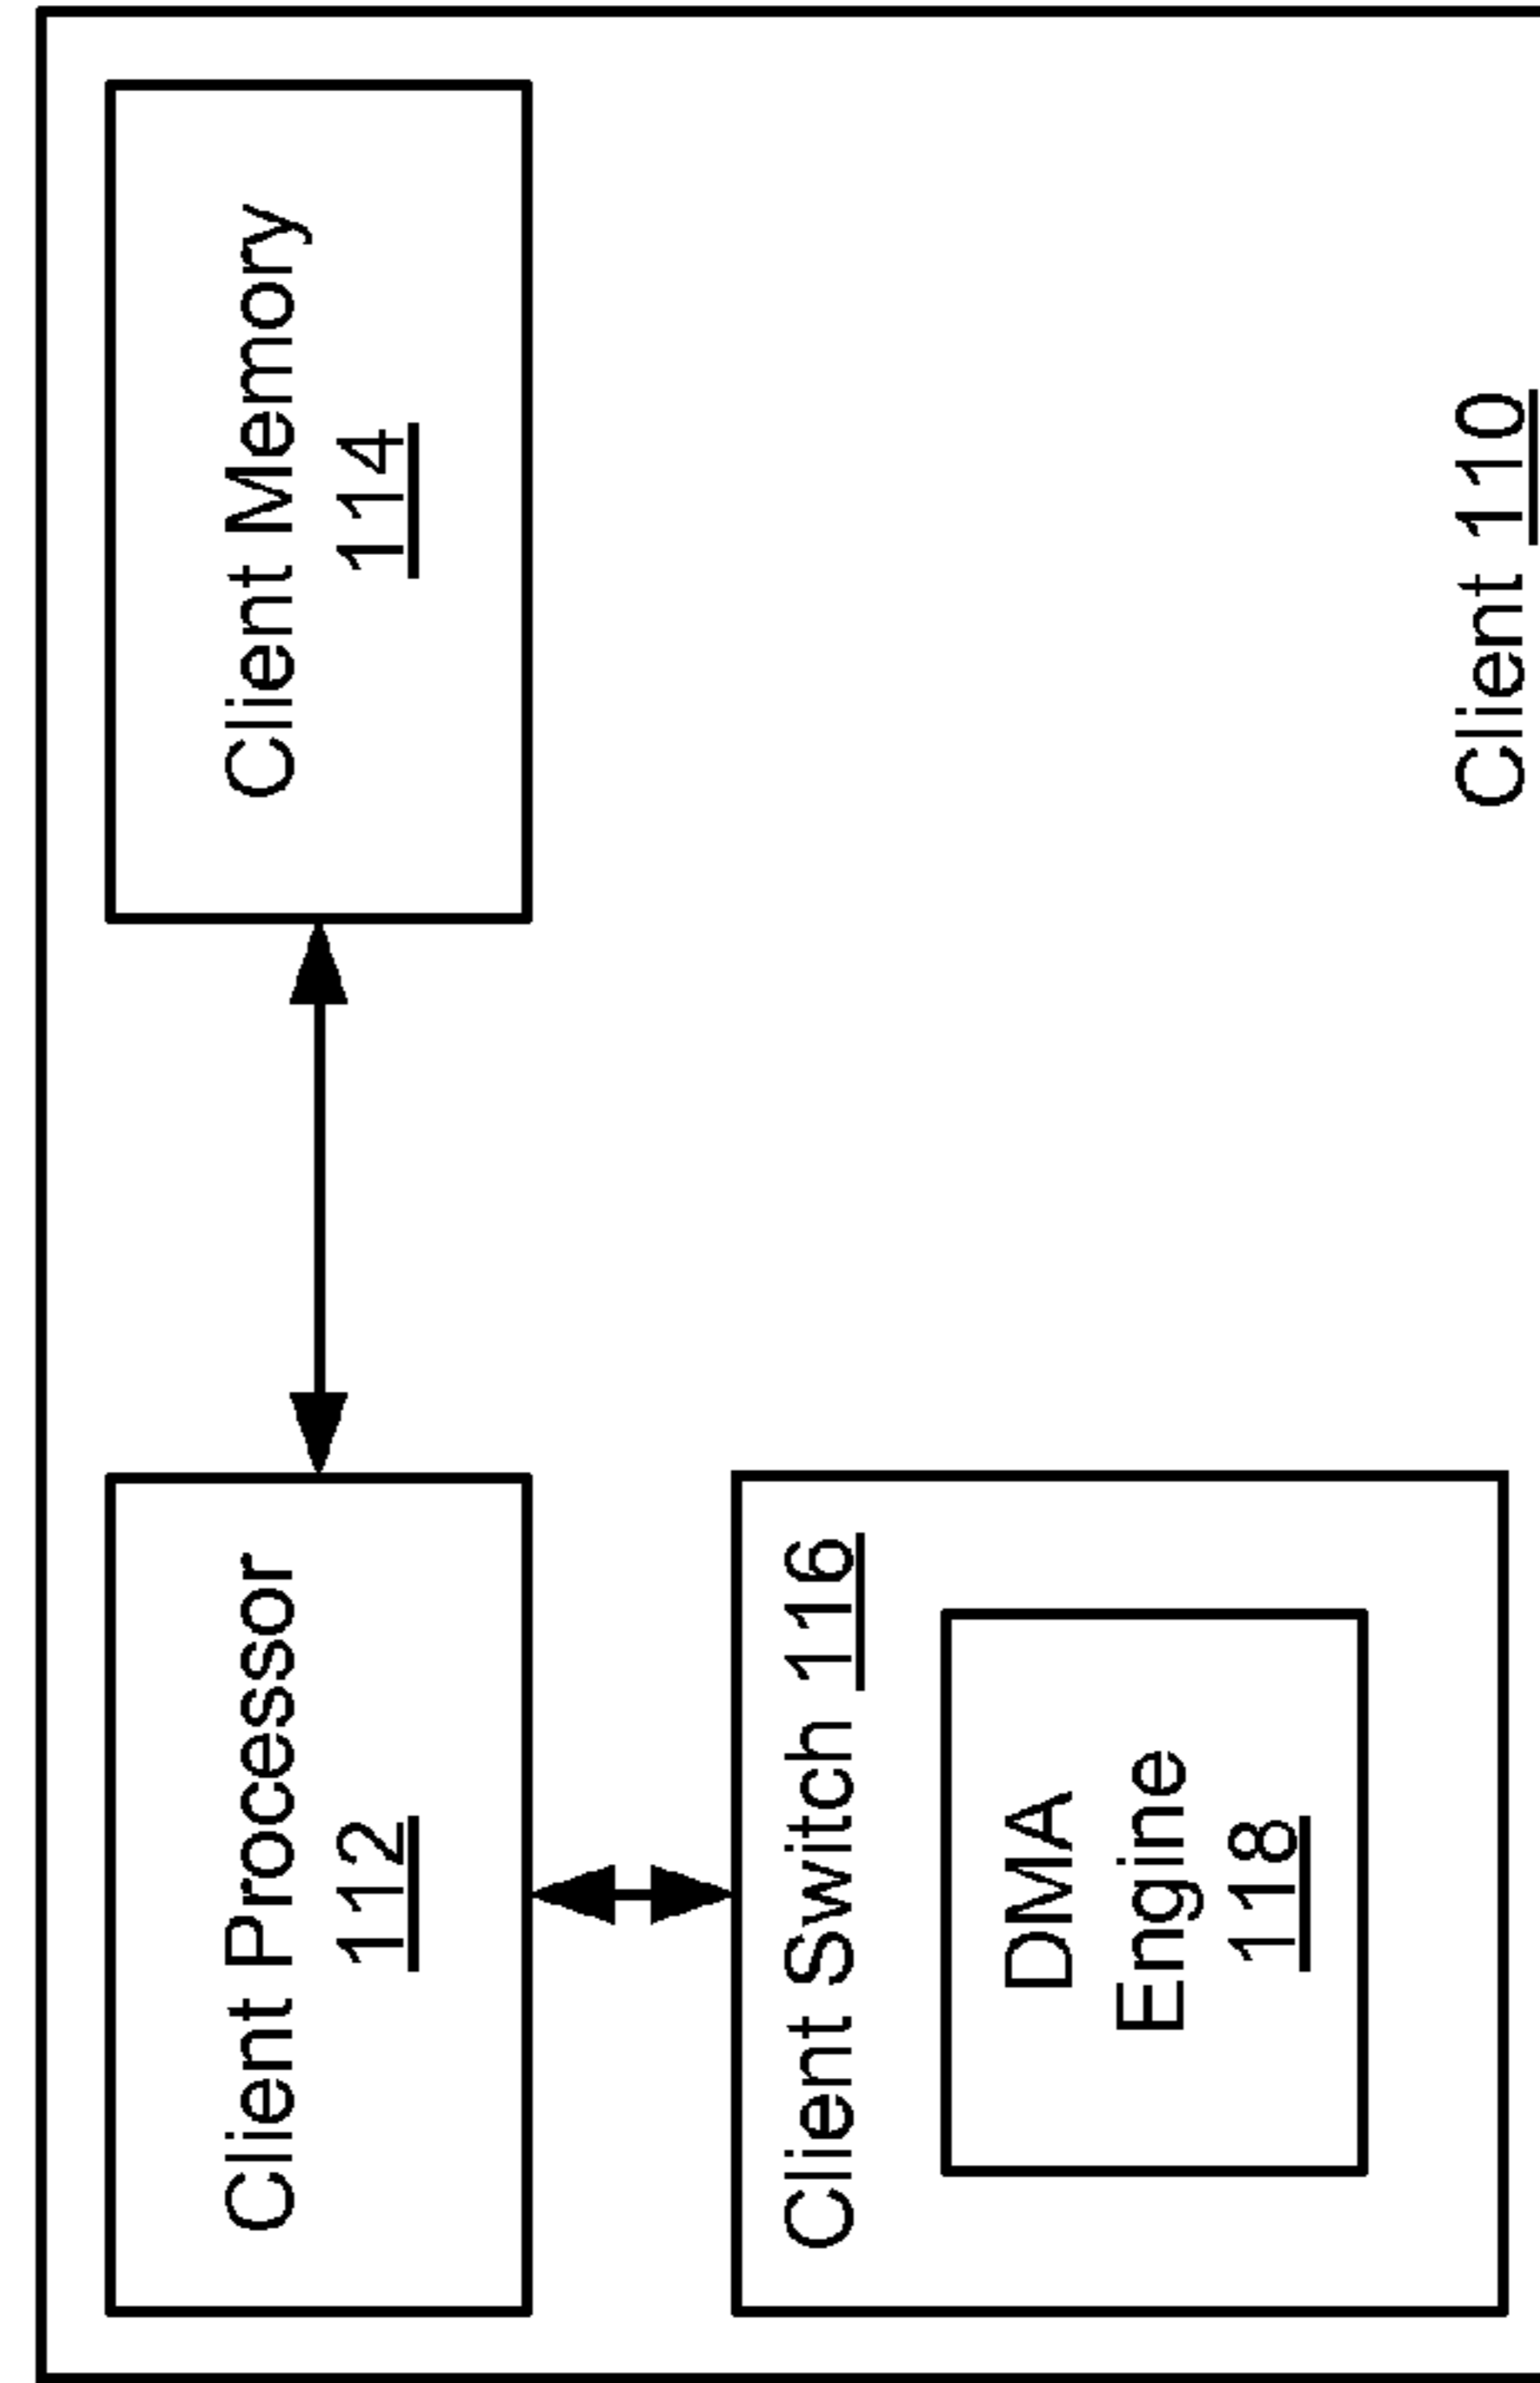 Client Processor
112
Client Memory
114
Client Switch 116
DMA
Engine
118
Client 110